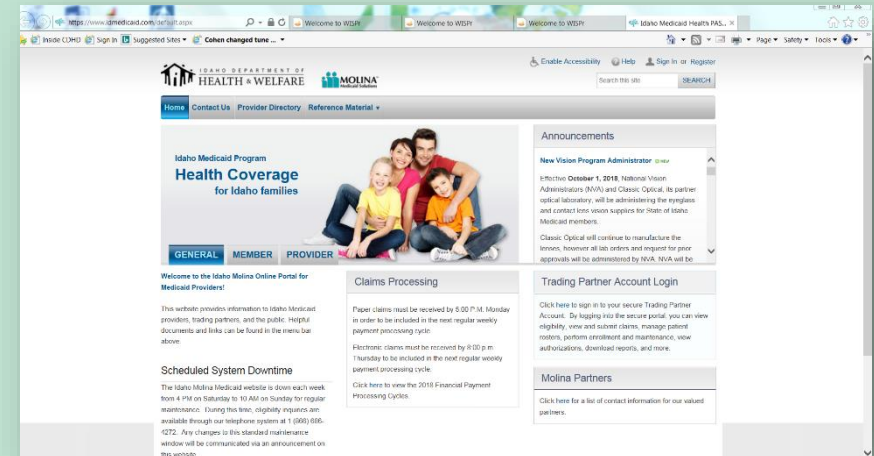 https://www.idmedicaid.com/default.aspx
Welcome to WISPr
Welcome to WISPr
Welcome to WISPr
Idaho Medicaid Health PAS...
Inside COHD
Sign In
Suggested Sites
Cohen changed tune ...
Page
Safety
Tools
Enable Accessibility
Help
Sign In or Register
IDAHO DEPARTMENT OF
HEALTH & WELFARE
MOLINA
Medicaid Solutions
Search this site
SEARCH
Home
Contact Us
Provider Directory
Reference Material
Idaho Medicaid Program
Health Coverage
for Idaho families
GENERAL
MEMBER
PROVIDER
Announcements
New Vision Program Administrator
Effective October 1, 2018, National Vision
Administrators (NVA) and Classic Optical, its partner
optical laboratory, will be administering the eyeglass
and contact lens vision supplies for State of Idaho
Medicaid members.
Classic Optical will continue to manufacture the
lenses, however all lab orders and request for prior
approvals will be administered by NVA. NVA will be
Welcome to the Idaho Molina Online Portal for
Medicaid Providers!
This website provides information to Idaho Medicaid
providers, trading partners, and the public. Helpful
documents and links can be found in the menu bar
above.
Scheduled System Downtime
The Idaho Molina Medicaid website is down each week
from 4 PM on Saturday to 10 AM on Sunday for regular
maintenance. During this time, eligibility inquiries are
available through our telephone system at 1 (866) 686-
4272. Any changes to this standard maintenance
window will be communicated via an announcement on
this website.
Claims Processing
Paper claims must be received by 5:00 P.M. Monday
in order to be included in the next regular weekly
payment processing cycle.
Electronic claims must be received by 8:00 p.m.
Thursday to be included in the next regular weekly
payment processing cycle.
Click here to view the 2018 Financial Payment
Processing Cycles.
Trading Partner Account Login
Click here to sign in to your secure Trading Partner
Account. By logging into the secure portal, you can view
eligibility, view and submit claims, manage patient
rosters, perform enrollment and maintenance, view
authorizations, download reports, and more.
Molina Partners
Click here for a list of contact information for our valued
partners.